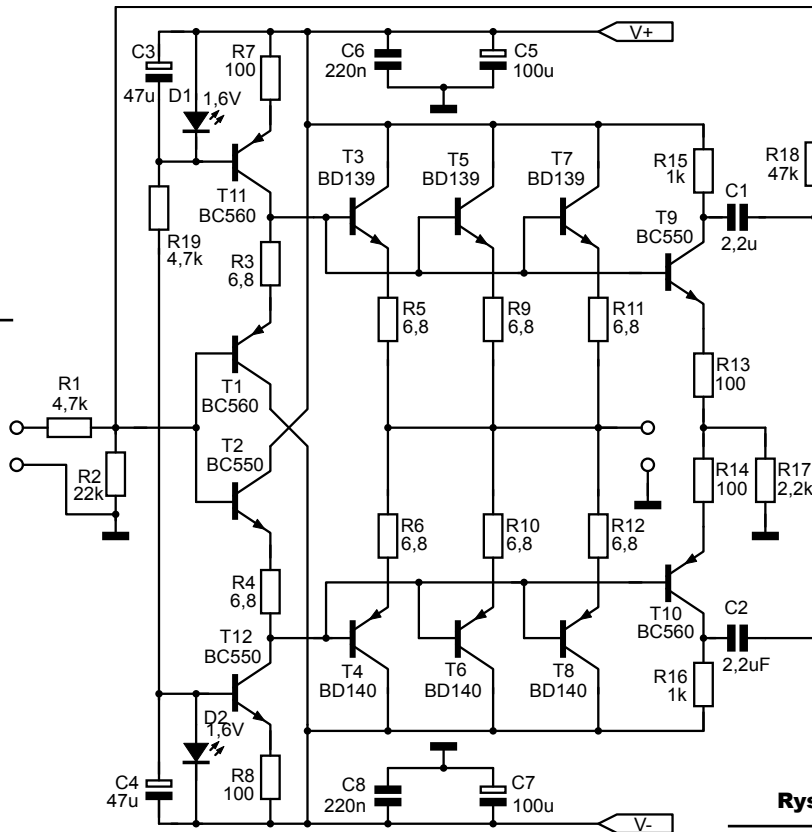 V+
C3
47u
D1
1,6V
R7
100
C6
220n
C5
100u
T11
BC560
T3
BD139
T5
BD139
T7
BD139
R15
1k
C1
2,2u
R18
47k
T9
BC550
R19
4,7k
R3
6,8
R5
6,8
R9
6,8
R11
6,8
T1
BC560
R13
100
R1
4,7k
T2
BC550
R2
22k
R14
100
R17
2,2k
R6
6,8
R10
6,8
R12
6,8
R4
6,8
T12
BC550
T4
BD140
T6
BD140
T8
BD140
T10
BC560
C2
2,2uF
R16
1k
D2
1,6V
C4
47u
R8
100
C8
220n
C7
100u
V-
Rys